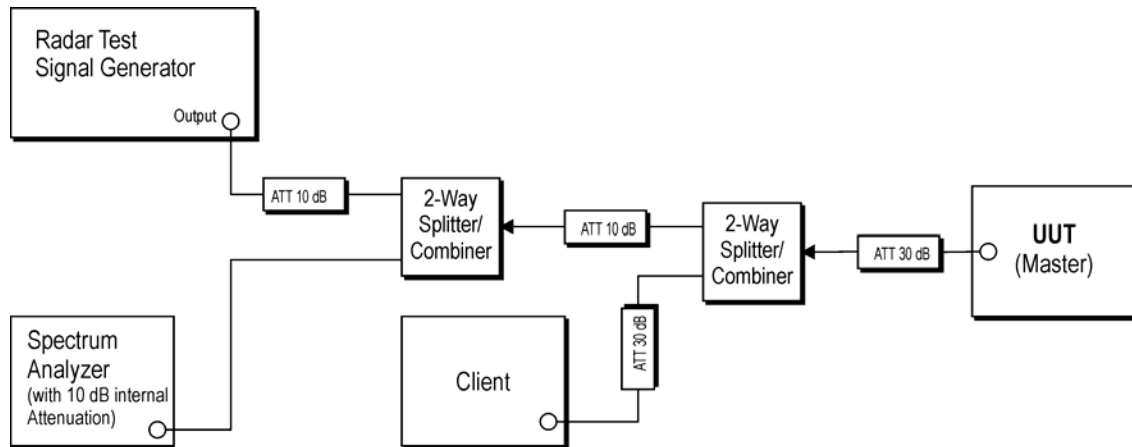 Radar Test
Signal Generator
Output
ATT 10 dB
2-Way
Splitter/
Combiner
ATT 10 dB
2-Way
Splitter/
Combiner
ATT 30 dB
UUT
(Master)
Spectrum
Analyzer
(with 10 dB internal
Attenuation)
Client
ATT 30 dB